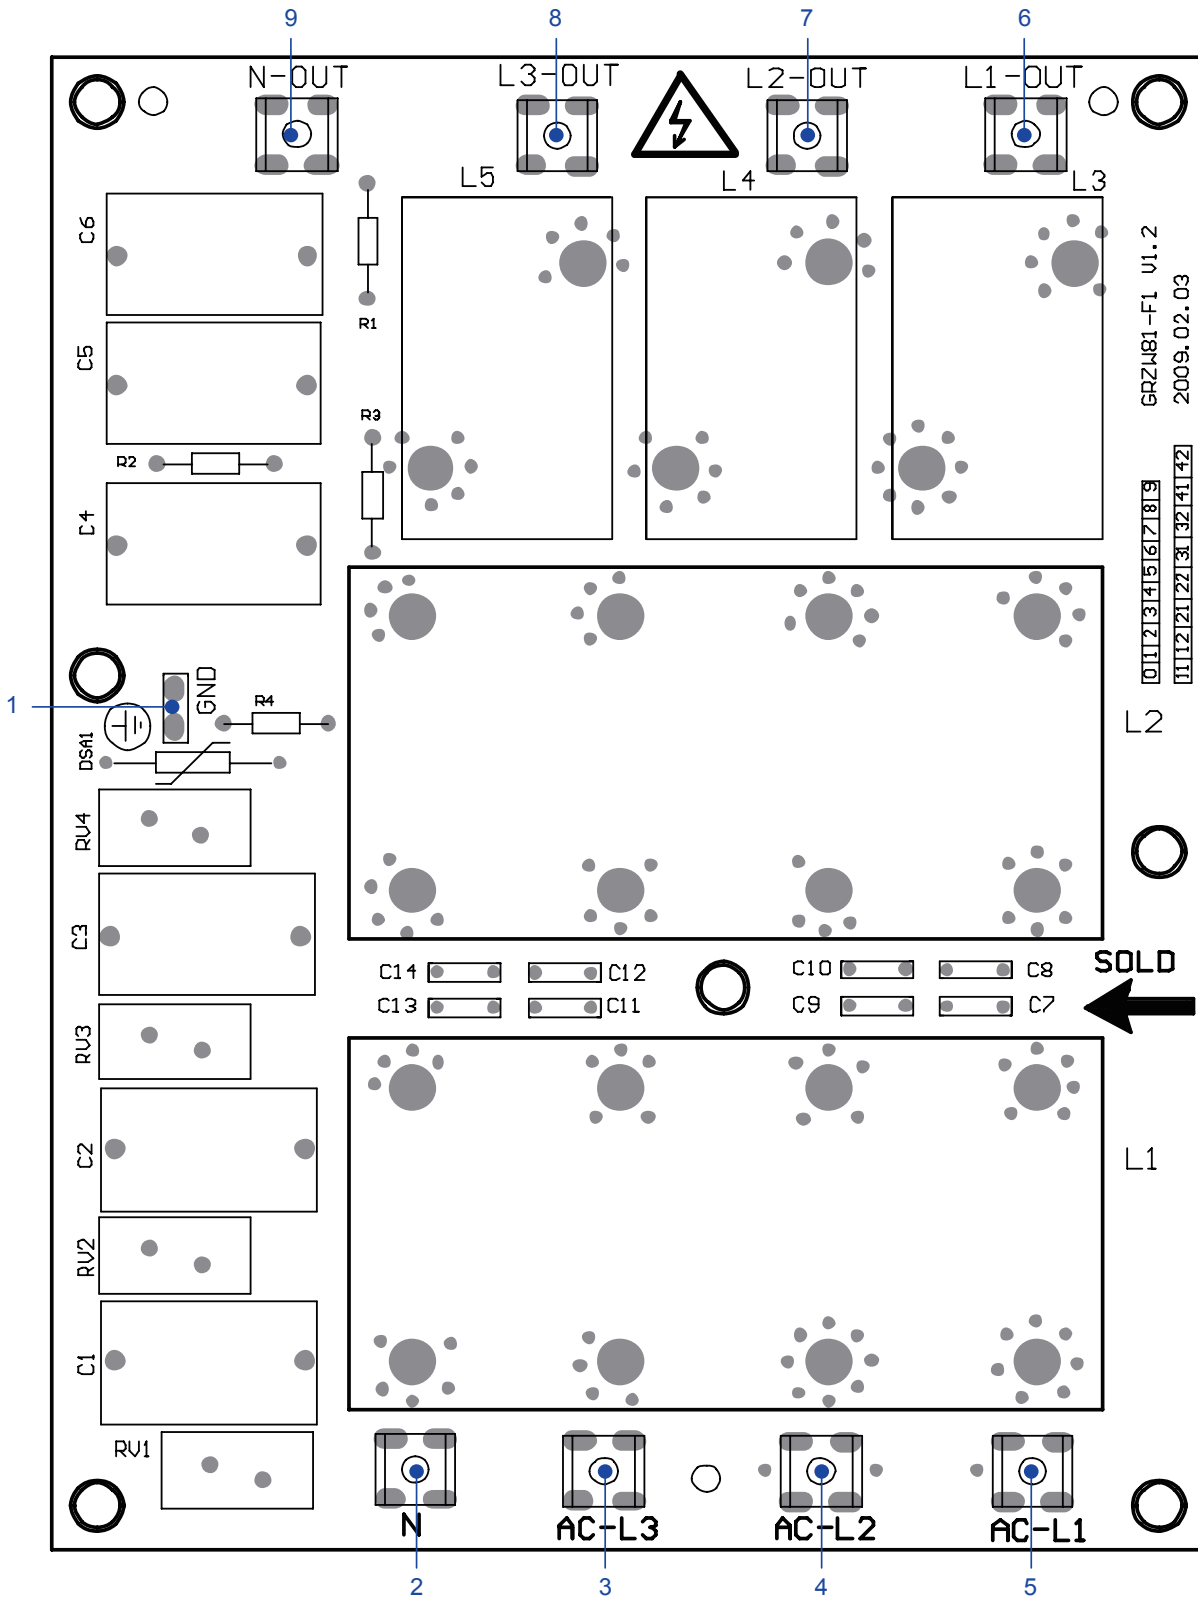 9
8
7
6
N-OUT
L3-OUT
L2-OUT
L1-OUT
L5
L4
L3
C6
R1
GRZW81-F1 V1.2
2009.02.03
C5
R3
R2
C4
0 1 2 3 4 5 6 7 8 9
11 12 21 22 31 32 41 42
GND
1
R4
L2
DSA1
RV4
C3
C14
C12
C10
C8
SOLD
C13
C11
C9
C7
RV3
C2
L1
RV2
C1
RV1
N
AC-L3
AC-L2
AC-L1
2
3
4
5